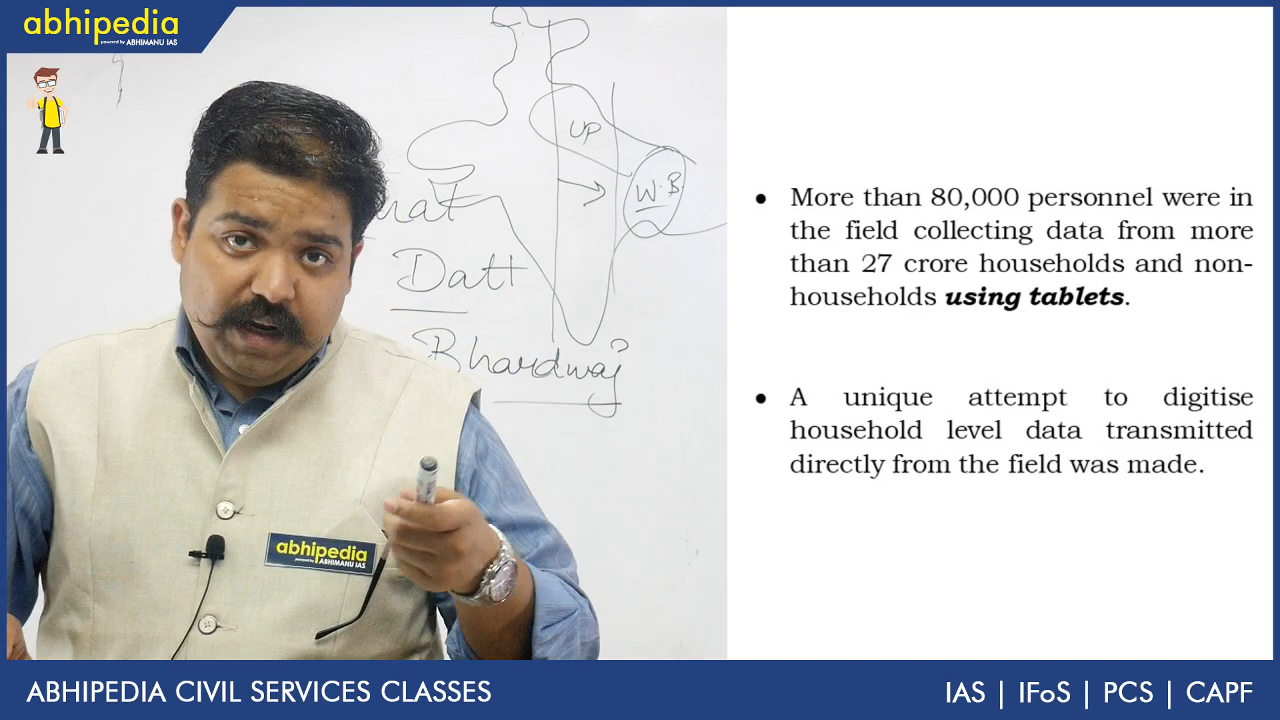 abhipedia
powered by ABHIMANU IAS
UP
W.B
Datt
Bhardwaj
abhipedia
powered by ABHIMANU IAS
• More than 80,000 personnel were in
the field collecting data from more
than 27 crore households and non-
households using tablets.
• A unique attempt to digitise
household level data transmitted
directly from the field was made.
ABHIPEDIA CIVIL SERVICES CLASSES
IAS | IFoS | PCS | CAPF